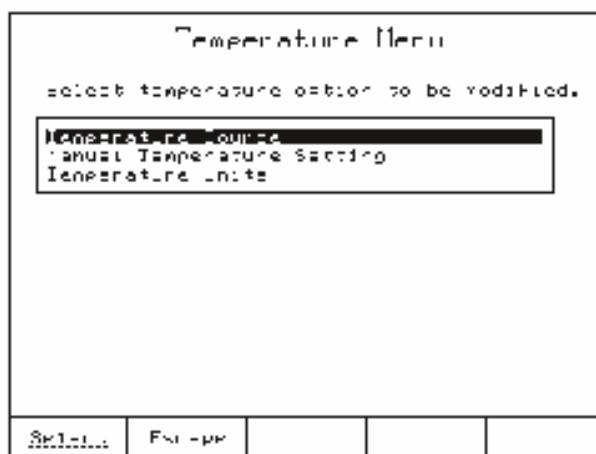 Temperature Menu
Select temperature option to be modified.
Temperature Source
Manual Temperature Setting
Temperature Units
Select Escape